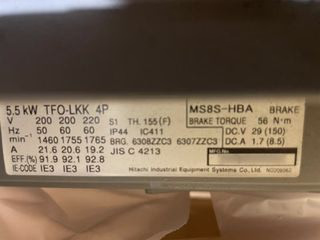 5.5 kW TFO-LKK 4P MS8S-HBA BRAKE
V 200 200 220 S1 TH. 155 (F) BRAKE TORQUE 56 N·m
Hz 50 60 60 IP44 IC411 DC.V 29 (150)
min⁻¹ 1460 1755 1765 BRG. 6308ZZC3 6307ZZC3 DC.A 1.7 (8.5)
A 21.6 20.6 19.2 JIS C 4213 MFG.No.
Eff(%) 91.9 92.1 92.8
IE-CODE IE3 IE3 IE3 Hitachi Industrial Equipment Systems Co., Ltd.